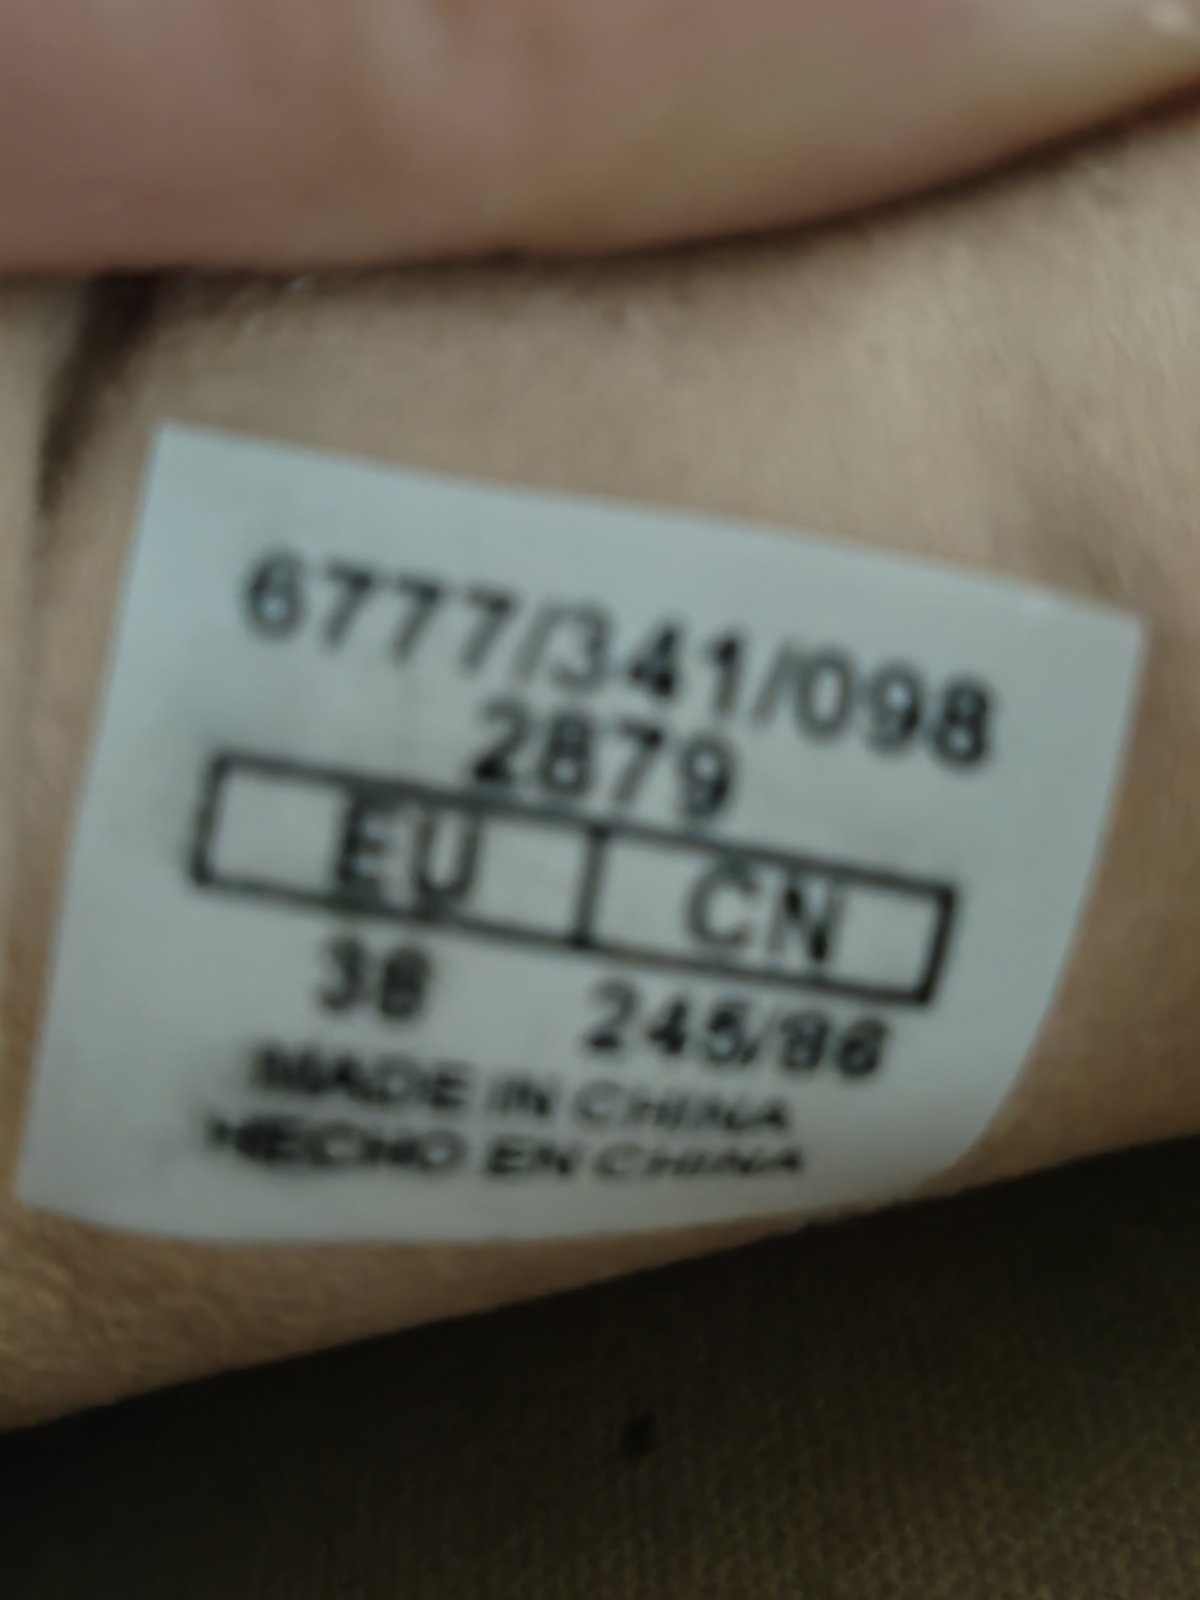 6777/341/098
2879
EU CN
38 245/86
MADE IN CHINA
HECHO EN CHINA